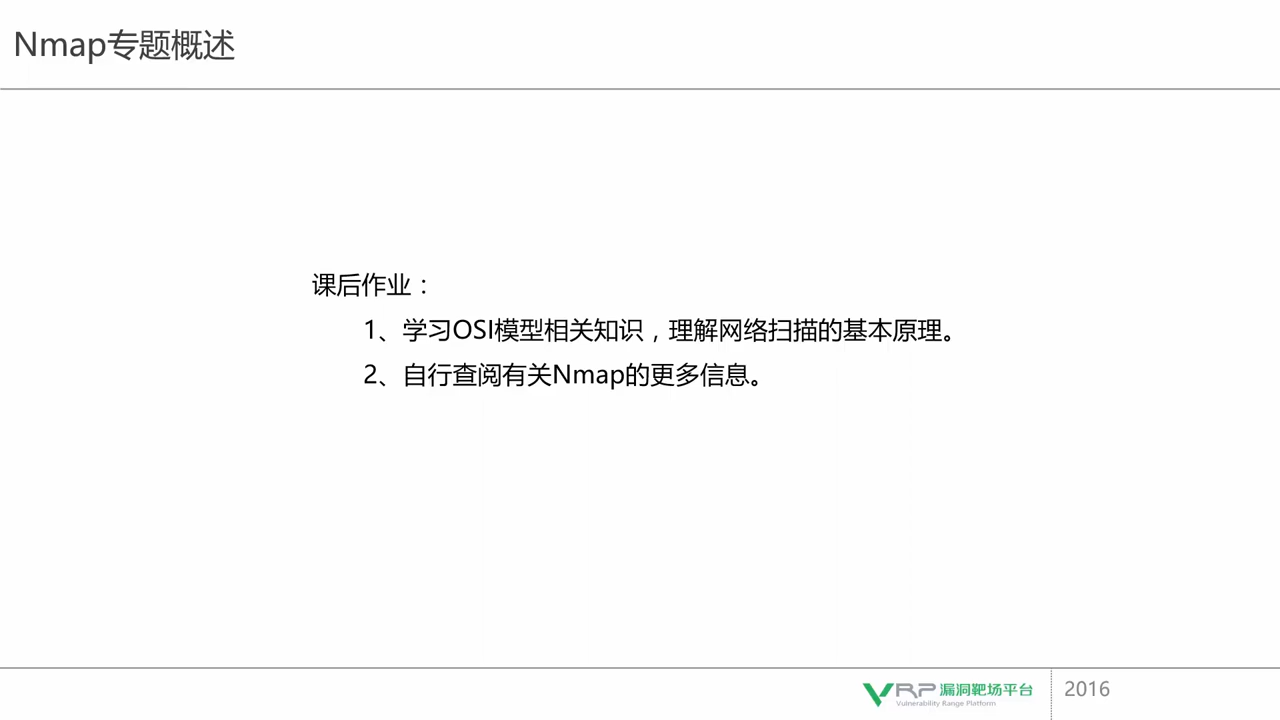 Nmap专题概述
课后作业：
1、学习OSI模型相关知识，理解网络扫描的基本原理。
2、自行查阅有关Nmap的更多信息。
VRP 漏洞靶场平台
Vulnerability Range Platform
2016